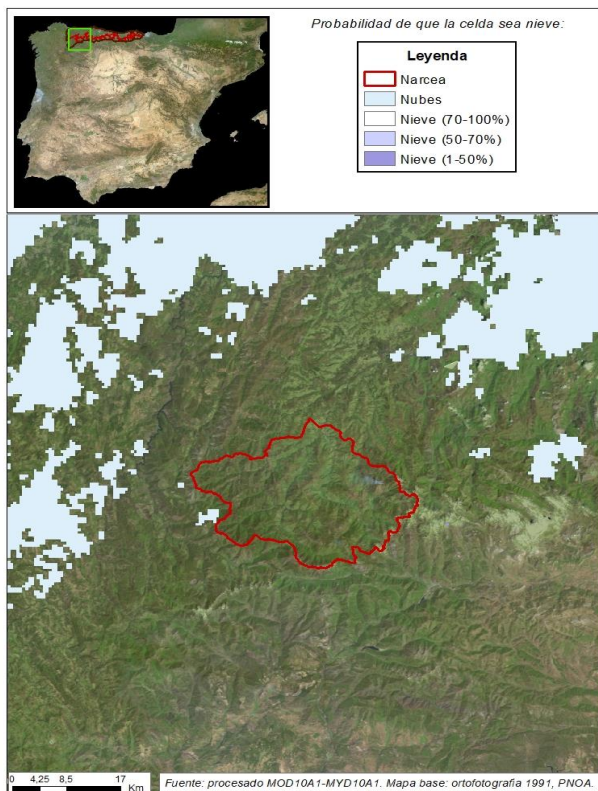 Probabilidad de que la celda sea nieve:
Leyenda
Narcea
Nubes
Nieve (70-100%)
Nieve (50-70%)
Nieve (1-50%)
0 4,25 8,5 17
Km
Fuente: procesado MOD10A1-MYD10A1. Mapa base: ortofotografia 1991, PNOA.